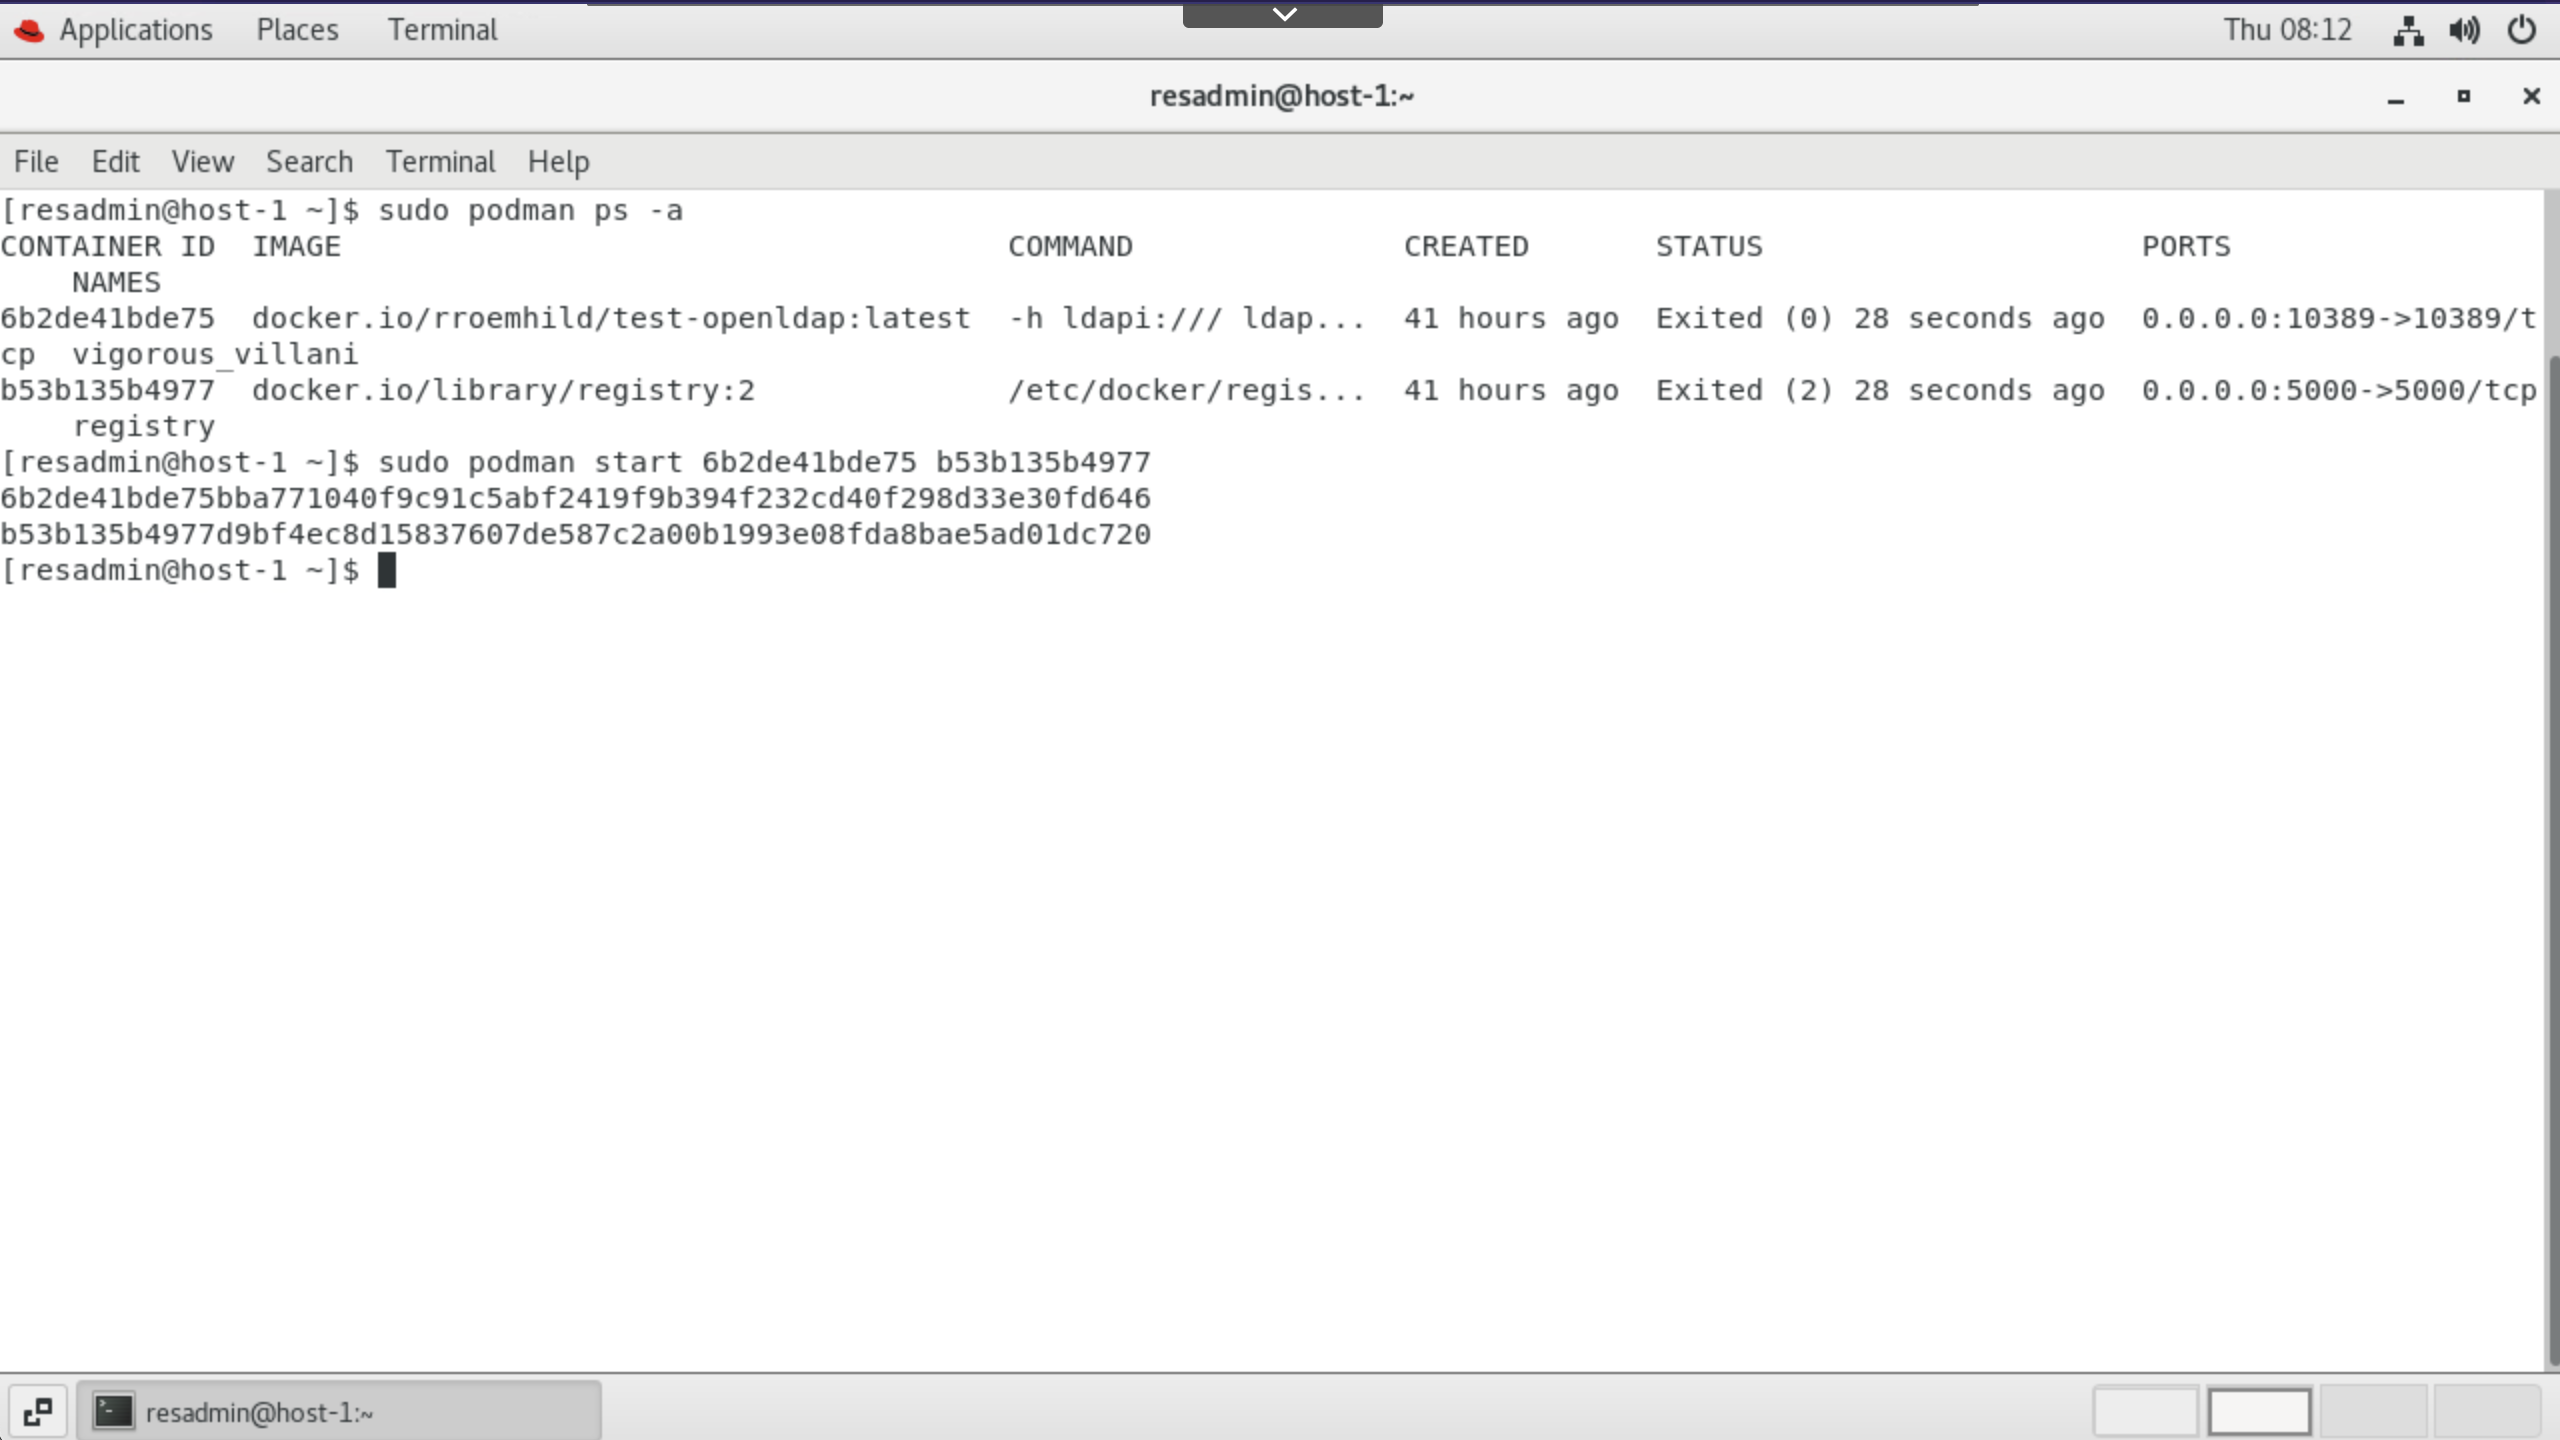 Applications Places Terminal Thu 08:12
resadmin@host-1:~
File Edit View Search Terminal Help
[resadmin@host-1 ~]$ sudo podman ps -a
CONTAINER ID  IMAGE                                     COMMAND               CREATED       STATUS                     PORTS
    NAMES
6b2de41bde75  docker.io/rroemhild/test-openldap:latest  -h ldapi:/// ldap...  41 hours ago  Exited (0) 28 seconds ago  0.0.0.0:10389->10389/t
cp  vigorous_villani
b53b135b4977  docker.io/library/registry:2              /etc/docker/regis...  41 hours ago  Exited (2) 28 seconds ago  0.0.0.0:5000->5000/tcp
    registry
[resadmin@host-1 ~]$ sudo podman start 6b2de41bde75 b53b135b4977
6b2de41bde75bba771040f9c91c5abf2419f9b394f232cd40f298d33e30fd646
b53b135b4977d9bf4ec8d15837607de587c2a00b1993e08fda8bae5ad01dc720
[resadmin@host-1 ~]$
resadmin@host-1:~